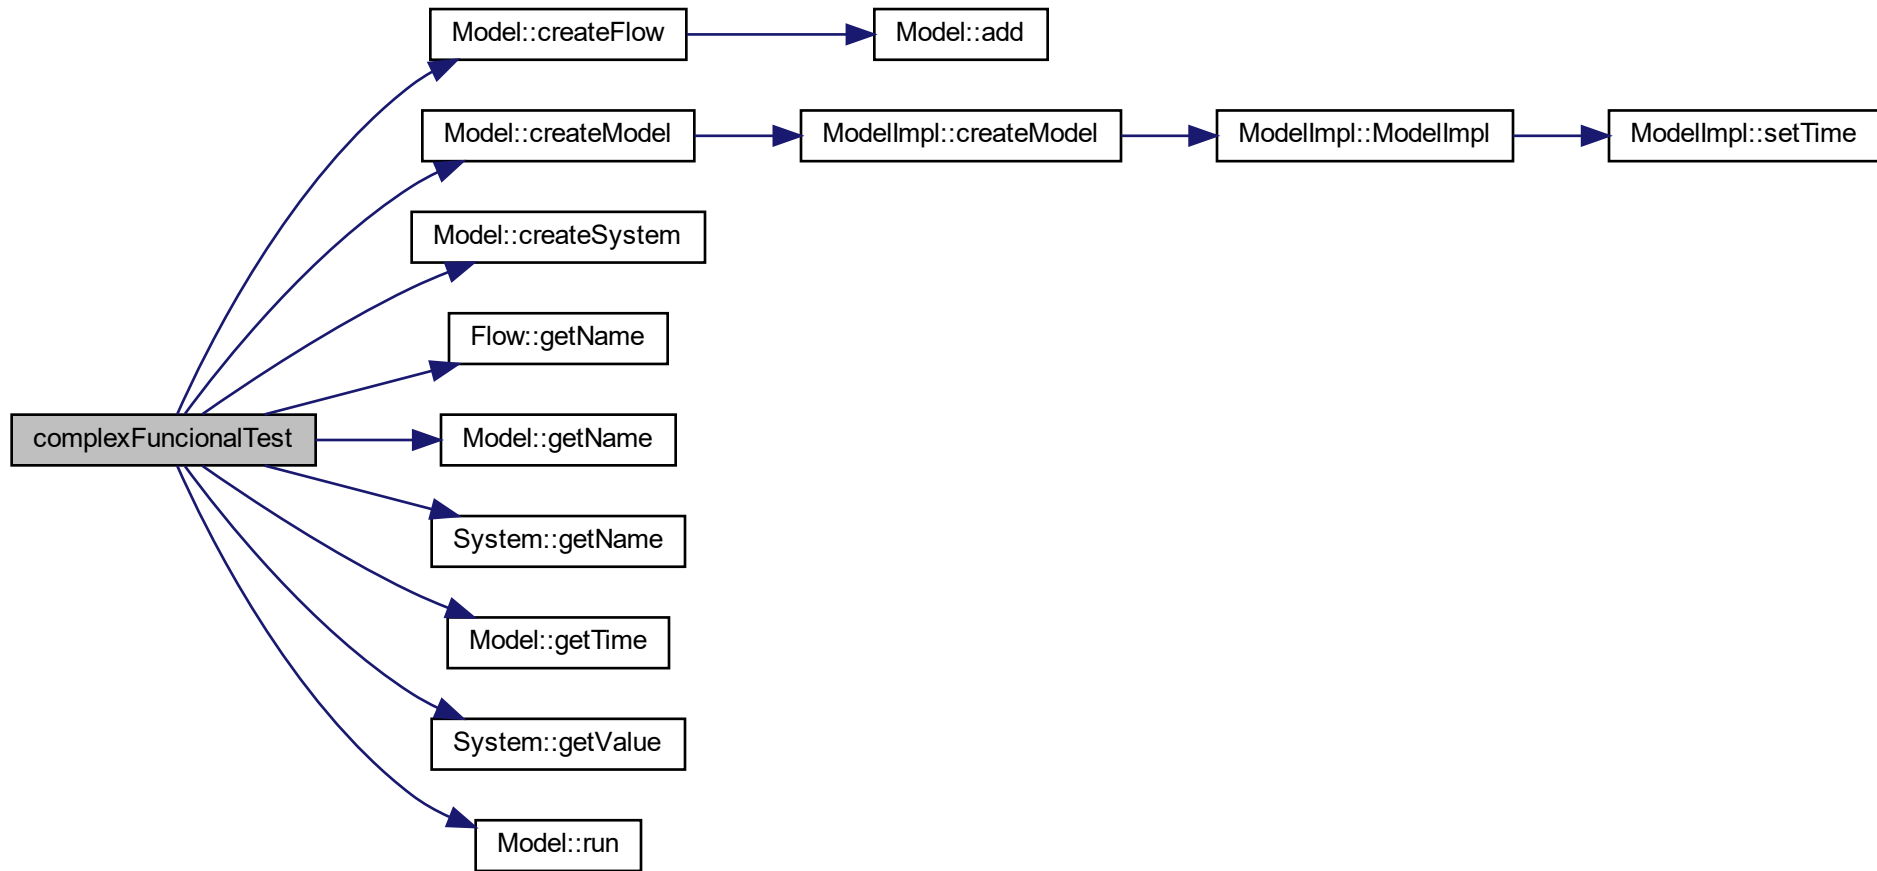 Model::createFlow
Model::add
Model::createModel
ModelImpl::createModel
ModelImpl::ModelImpl
ModelImpl::setTime
Model::createSystem
Flow::getName
complexFuncionalTest
Model::getName
System::getName
Model::getTime
System::getValue
Model::run